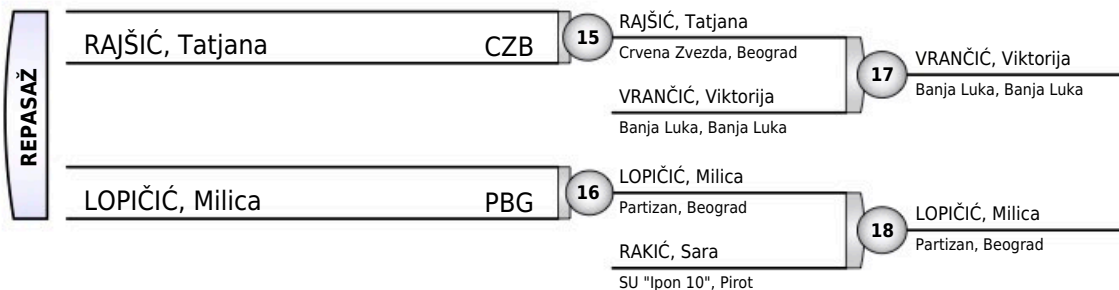 REPASAŽ
RAJŠIĆ, Tatjana CZB
15
RAJŠIĆ, Tatjana
Crvena Zvezda, Beograd
VRANČIĆ, Viktorija
Banja Luka, Banja Luka
17
VRANČIĆ, Viktorija
Banja Luka, Banja Luka
LOPIČIĆ, Milica PBG
16
LOPIČIĆ, Milica
Partizan, Beograd
RAKIĆ, Sara
SU "Ipon 10", Pirot
18
LOPIČIĆ, Milica
Partizan, Beograd